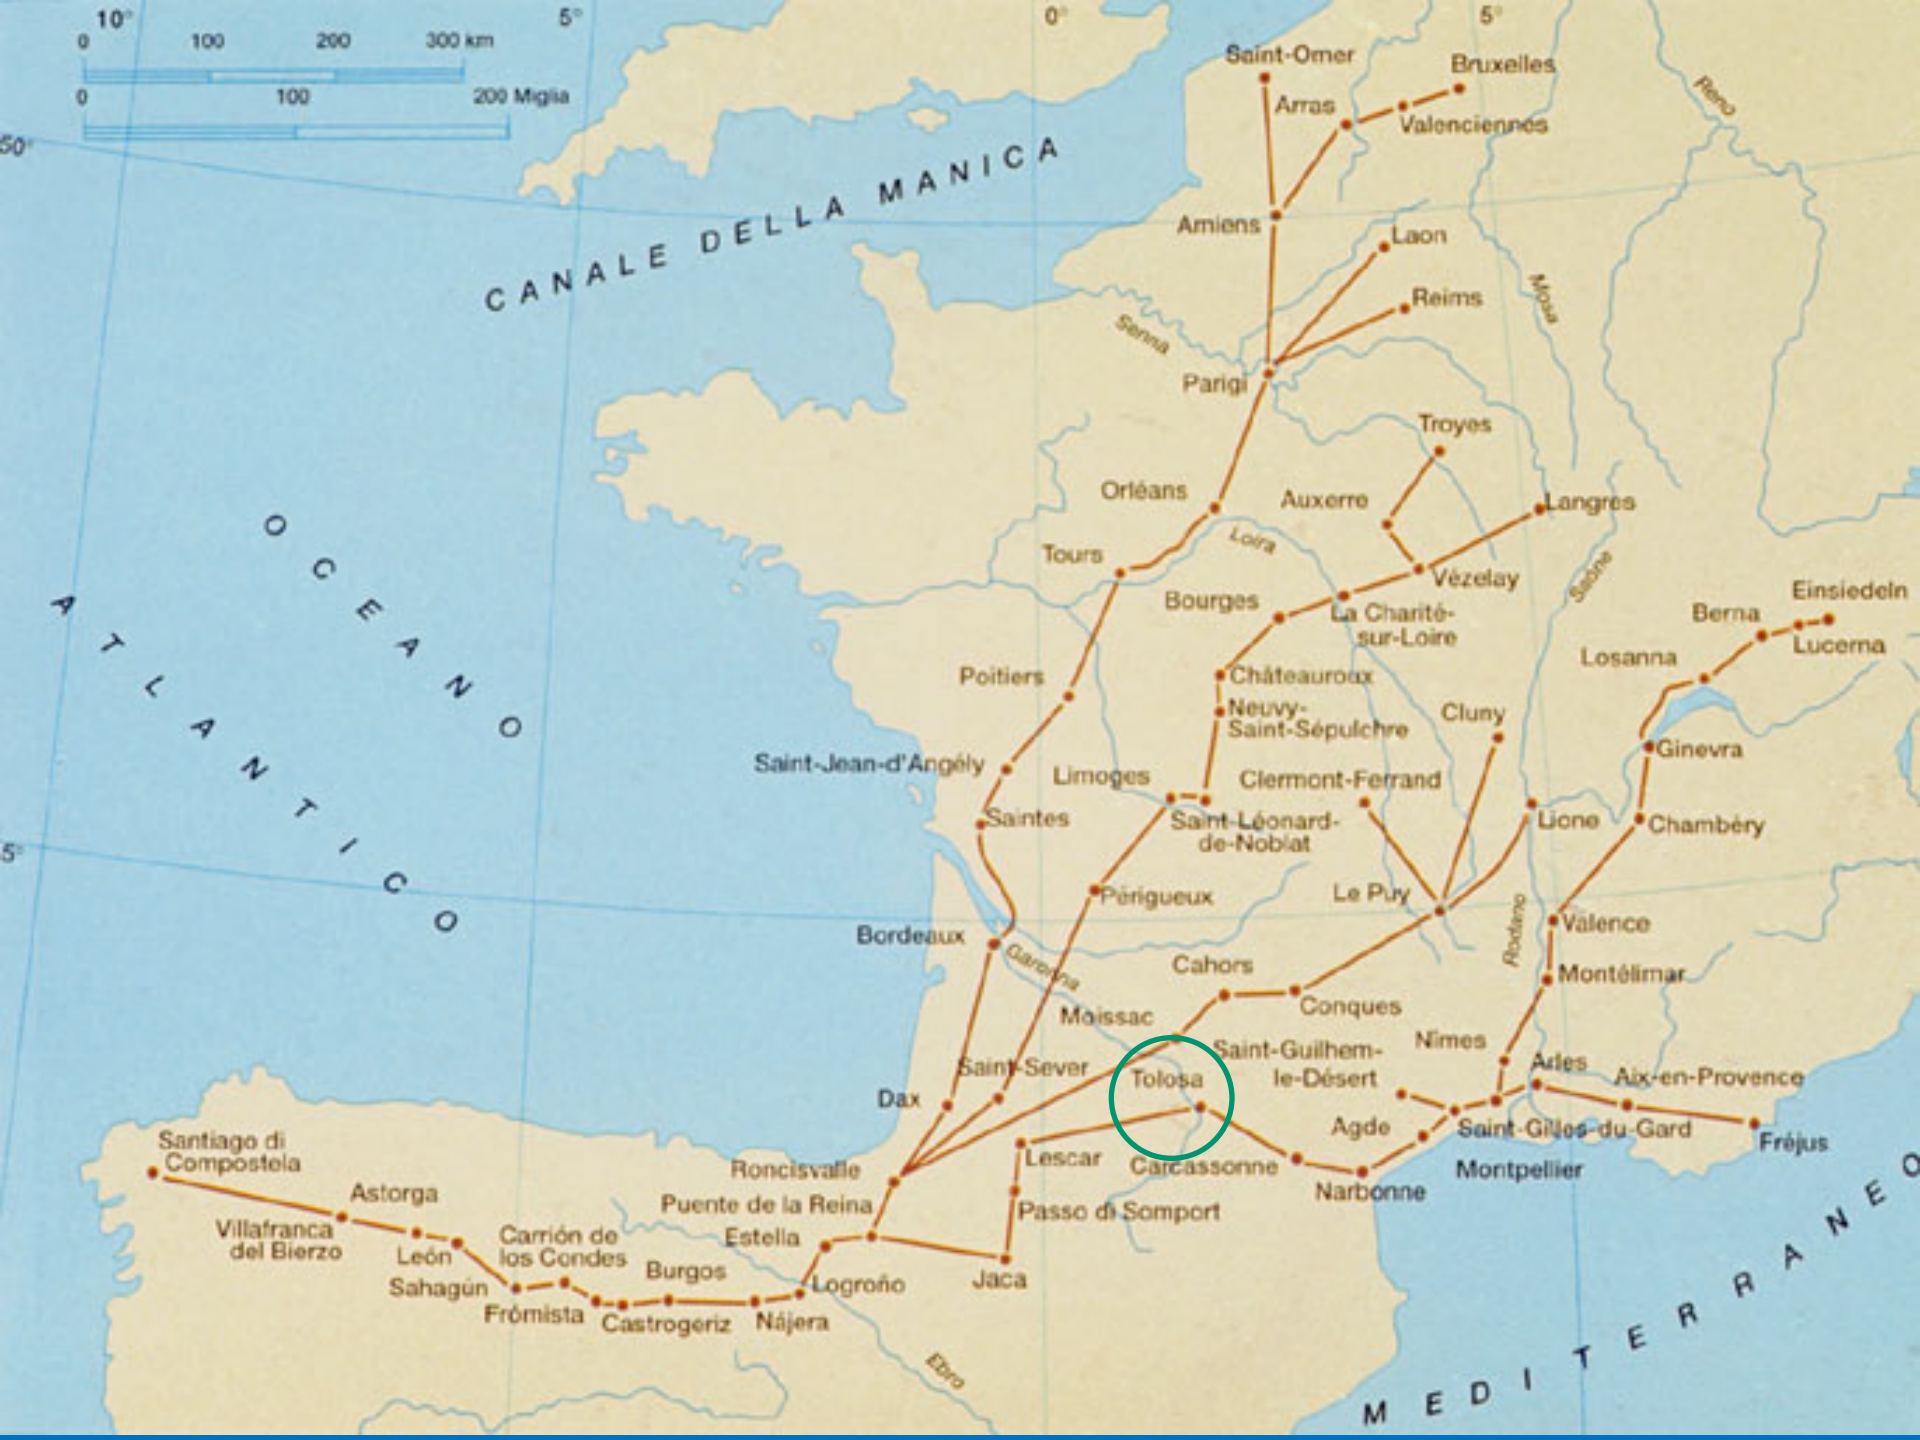 10°
5°
0°
5°
0 100 200 300 km
0 100 200 Miglia
50°
5°
CANALE DELLA MANICA
OCEANO
ATLANTICO
MEDITERRANEO
Saint-Omer
Bruxelles
Arras
Valenciennes
Reno
Amiens
Laon
Reims
Mosa
Senna
Parigi
Troyes
Orléans
Auxerre
Langres
Loira
Tours
Vézelay
Saône
Bourges
La Charité-
sur-Loire
Einsiedeln
Berna
Lucerna
Losanna
Poitiers
Châteauroux
Neuvy-
Saint-Sépulchre
Cluny
Ginevra
Saint-Jean-d'Angély
Limoges
Clermont-Ferrand
Saintes
Saint-Léonard-
de-Noblat
Lione
Chambéry
Périgueux
Le Puy
Rodano
Valence
Bordeaux
Garonna
Cahors
Conques
Montélimar
Moissac
Saint-Guilhem-
le-Désert
Nîmes
Saint-Sever
Tolosa
Arles
Aix-en-Provence
Dax
Agde
Saint-Gilles-du-Gard
Fréjus
Lescar
Carcassonne
Montpellier
Narbonne
Roncisvalle
Puente de la Reina
Passo di Somport
Estella
Jaca
Santiago di
Compostela
Astorga
Villafranca
del Bierzo
León
Carrión de
los Condes
Burgos
Logroño
Sahagún
Frómista
Castrogeriz
Nájera
Ebro